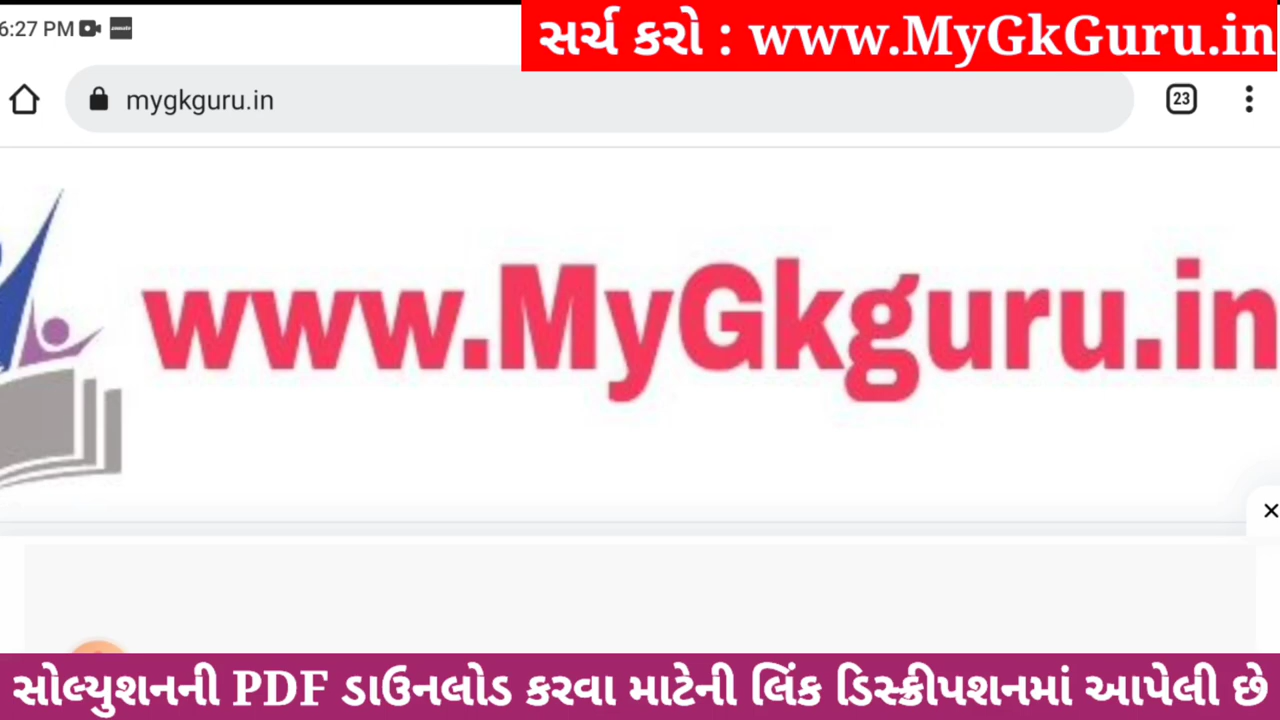 6:27 PM
સર્ચ કરો : www.MyGkGuru.in
mygkguru.in
23
www.MyGkguru.in
સોલ્યુશનની PDF ડાઉનલોડ કરવા માટેની લિંક ડિસ્ક્રીપશનમાં આપેલી છે